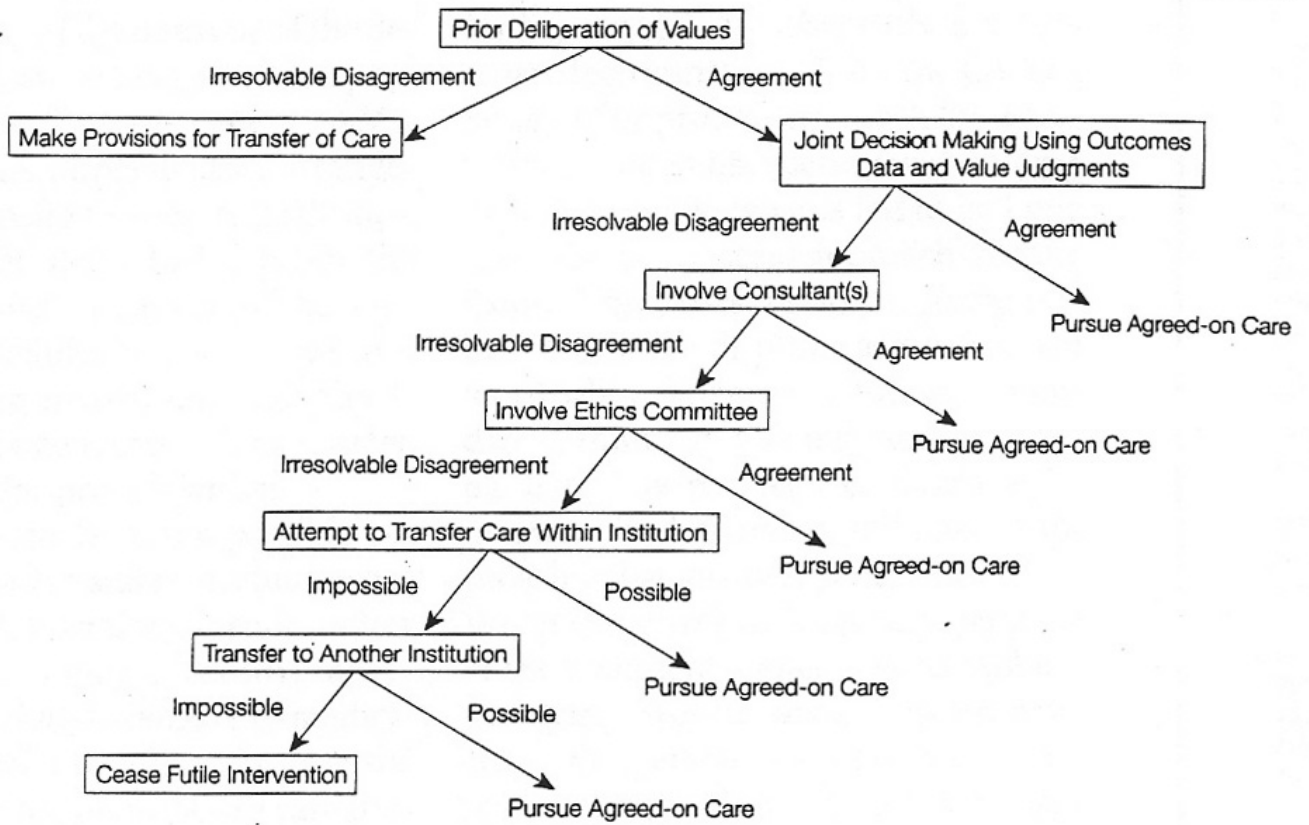 Prior Deliberation of Values
Irresolvable Disagreement
Agreement
Make Provisions for Transfer of Care
Joint Decision Making Using Outcomes
Data and Value Judgments
Irresolvable Disagreement
Agreement
Involve Consultant(s)
Pursue Agreed-on Care
Irresolvable Disagreement
Agreement
Involve Ethics Committee
Pursue Agreed-on Care
Irresolvable Disagreement
Agreement
Attempt to Transfer Care Within Institution
Pursue Agreed-on Care
Impossible
Possible
Transfer to Another Institution
Pursue Agreed-on Care
Impossible
Possible
Cease Futile Intervention
Pursue Agreed-on Care